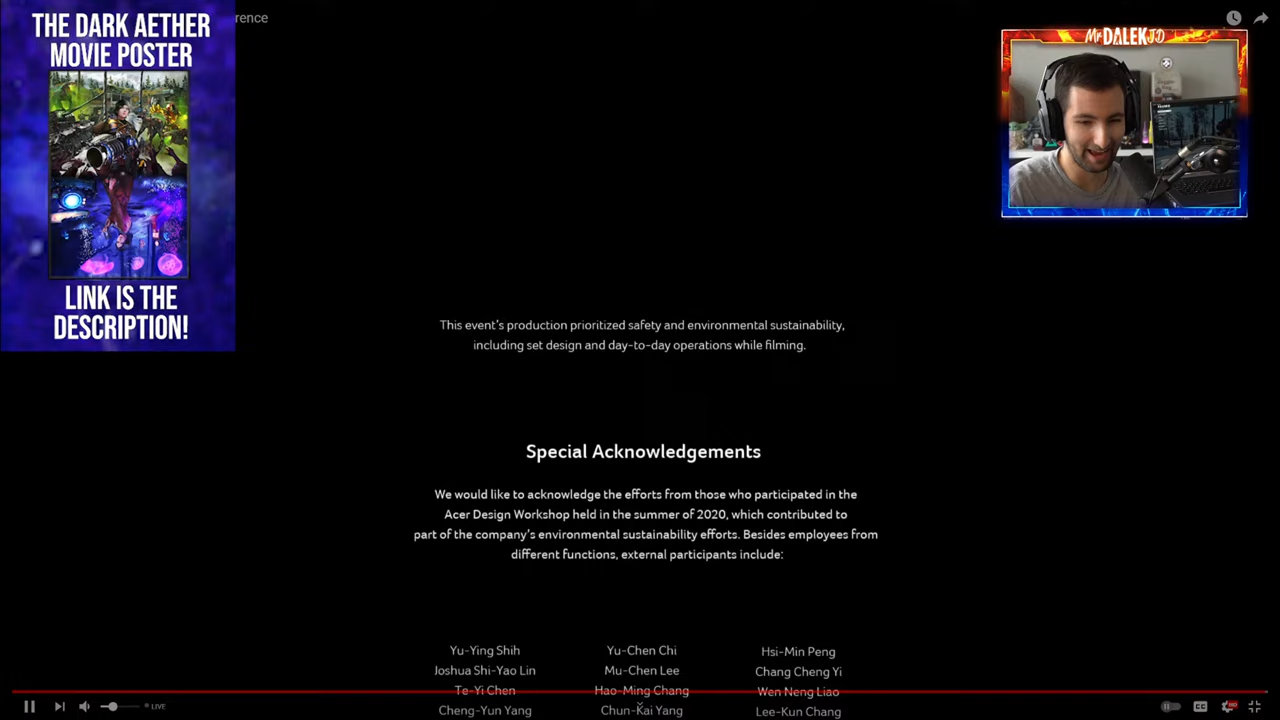 THE DARK AETHER
MOVIE POSTER
LINK IS THE
DESCRIPTION!
rence
MrDALEKJD
This event's production prioritized safety and environmental sustainability,
including set design and day-to-day operations while filming.
Special Acknowledgements
We would like to acknowledge the efforts from those who participated in the
Acer Design Workshop held in the summer of 2020, which contributed to
part of the company's environmental sustainability efforts. Besides employees from
different functions, external participants include:
Yu-Ying Shih Yu-Chen Chi Hsi-Min Peng
Joshua Shi-Yao Lin Mu-Chen Lee Chang Cheng Yi
Te-Yi Chen Hao-Ming Chang Wen Neng Liao
Cheng-Yun Yang Chun-Kai Yang Lee-Kun Chang
LIVE
CC
HD